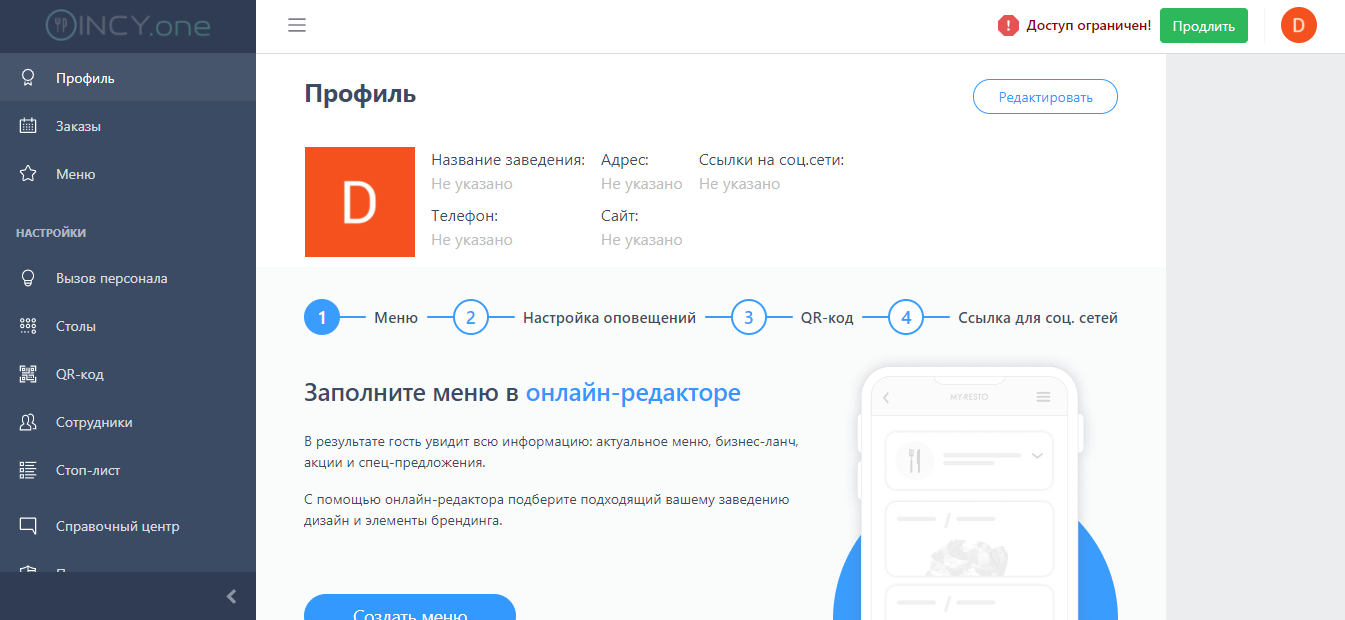 INCY.one
Доступ ограничен!
Продлить
D
Профиль
Заказы
Меню
НАСТРОЙКИ
Вызов персонала
Столы
QR-код
Сотрудники
Стоп-лист
Справочный центр
Профиль
Редактировать
D
Название заведения:
Не указано
Адрес:
Не указано
Ссылки на соц.сети:
Не указано
Телефон:
Не указано
Сайт:
Не указано
1 Меню 2 Настройка оповещений 3 QR-код 4 Ссылка для соц. сетей
Заполните меню в онлайн-редакторе
В результате гость увидит всю информацию: актуальное меню, бизнес-ланч,
акции и спец-предложения.
С помощью онлайн-редактора подберите подходящий вашему заведению
дизайн и элементы брендинга.
Создать меню
MY-RESTO